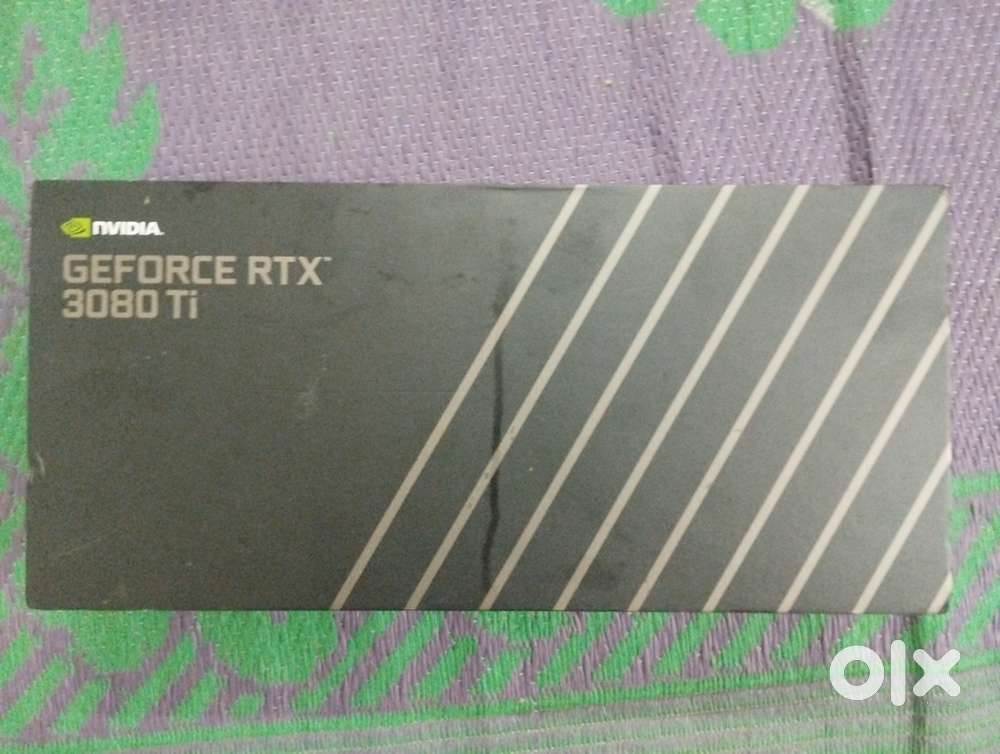 NVIDIA.
GEFORCE RTX™
3080 Ti
olx